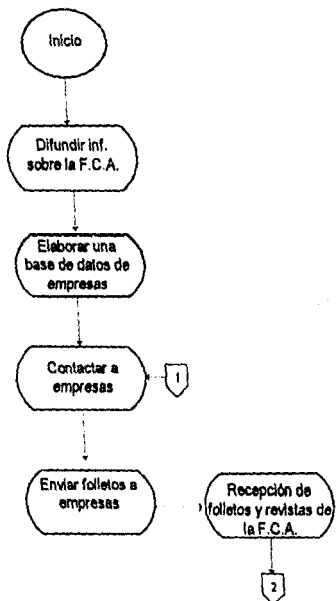 Inicio
Difundir inf.
sobre la F.C.A.
Elaborar una
base de datos de
empresas
Contactar a
empresas
1
Enviar folletos a
empresas
Recepción de
folletos y revistas de
la F.C.A.
2